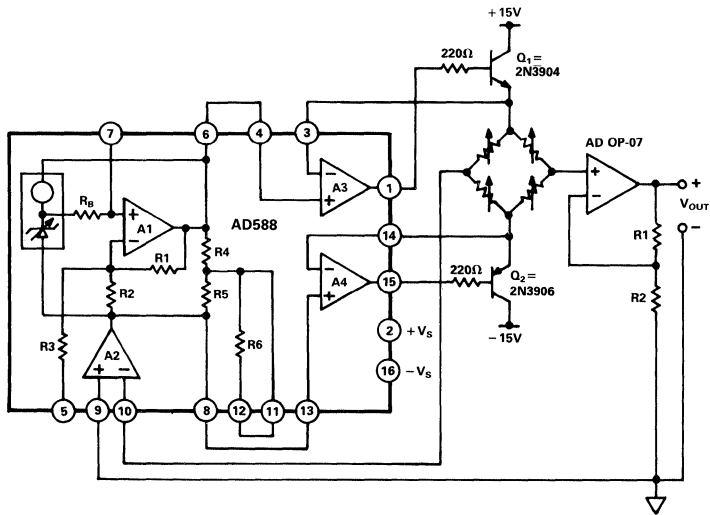 +15V
220Ω
Q1=
2N3904
7
6
4
3
AD OP-07
1
A3
RB
A1
AD588
R4
R1
R5
R2
14
A4
15
220Ω
Q2=
2N3906
VOUT
+
−
R1
R2
R3
A2
R6
2
+VS
16
−VS
−15V
5
9
10
8
12
11
13